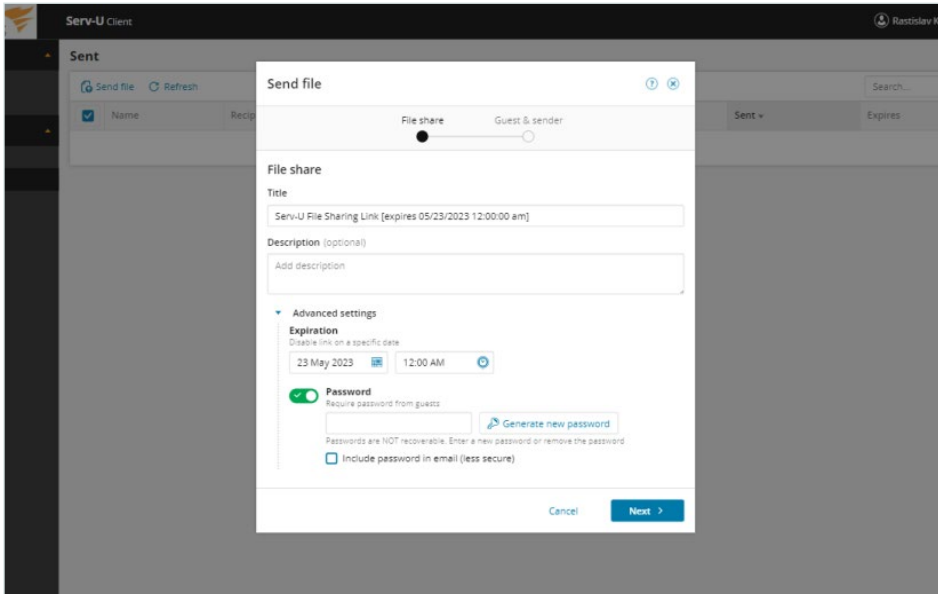 Serv-U Client
Rastislav K
Sent
Send file
Refresh
Search...
Name
Recip
Sent
Expires
Send file
File share
Guest & sender
File share
Title
Serv-U File Sharing Link [expires 05/23/2023 12:00:00 am]
Description (optional)
Add description
Advanced settings
Expiration
Disable link on a specific date
23 May 2023
12:00 AM
Password
Require password from guests
Generate new password
Passwords are NOT recoverable. Enter a new password or remove the password
Include password in email (less secure)
Cancel
Next